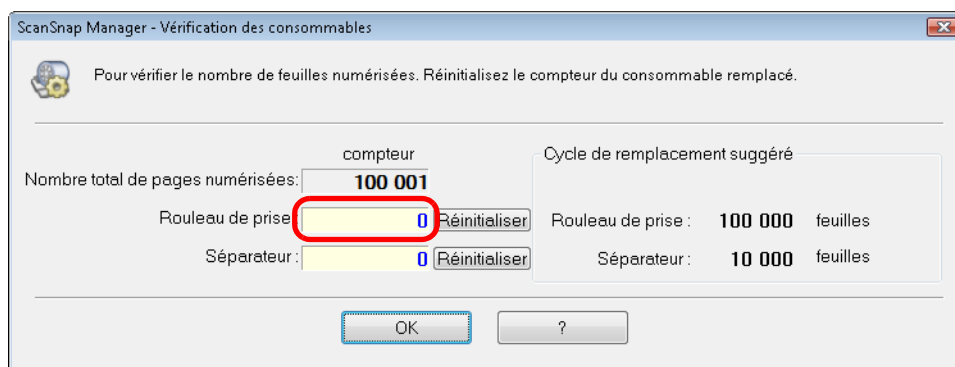 ScanSnap Manager - Vérification des consommables
Pour vérifier le nombre de feuilles numérisées. Réinitialisez le compteur du consommable remplacé.
compteur
Cycle de remplacement suggéré
Nombre total de pages numérisées: 100 001
Rouleau de prise 0 Réinitialiser Rouleau de prise : 100 000 feuilles
Séparateur : 0 Réinitialiser Séparateur : 10 000 feuilles
OK ?